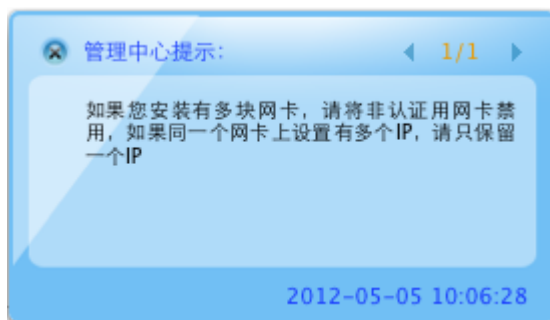 管理中心提示：
1/1
如果您安装有多块网卡，请将非认证用网卡禁
用，如果同一个网卡上设置有多个IP，请只保留
一个IP
2012-05-05 10:06:28